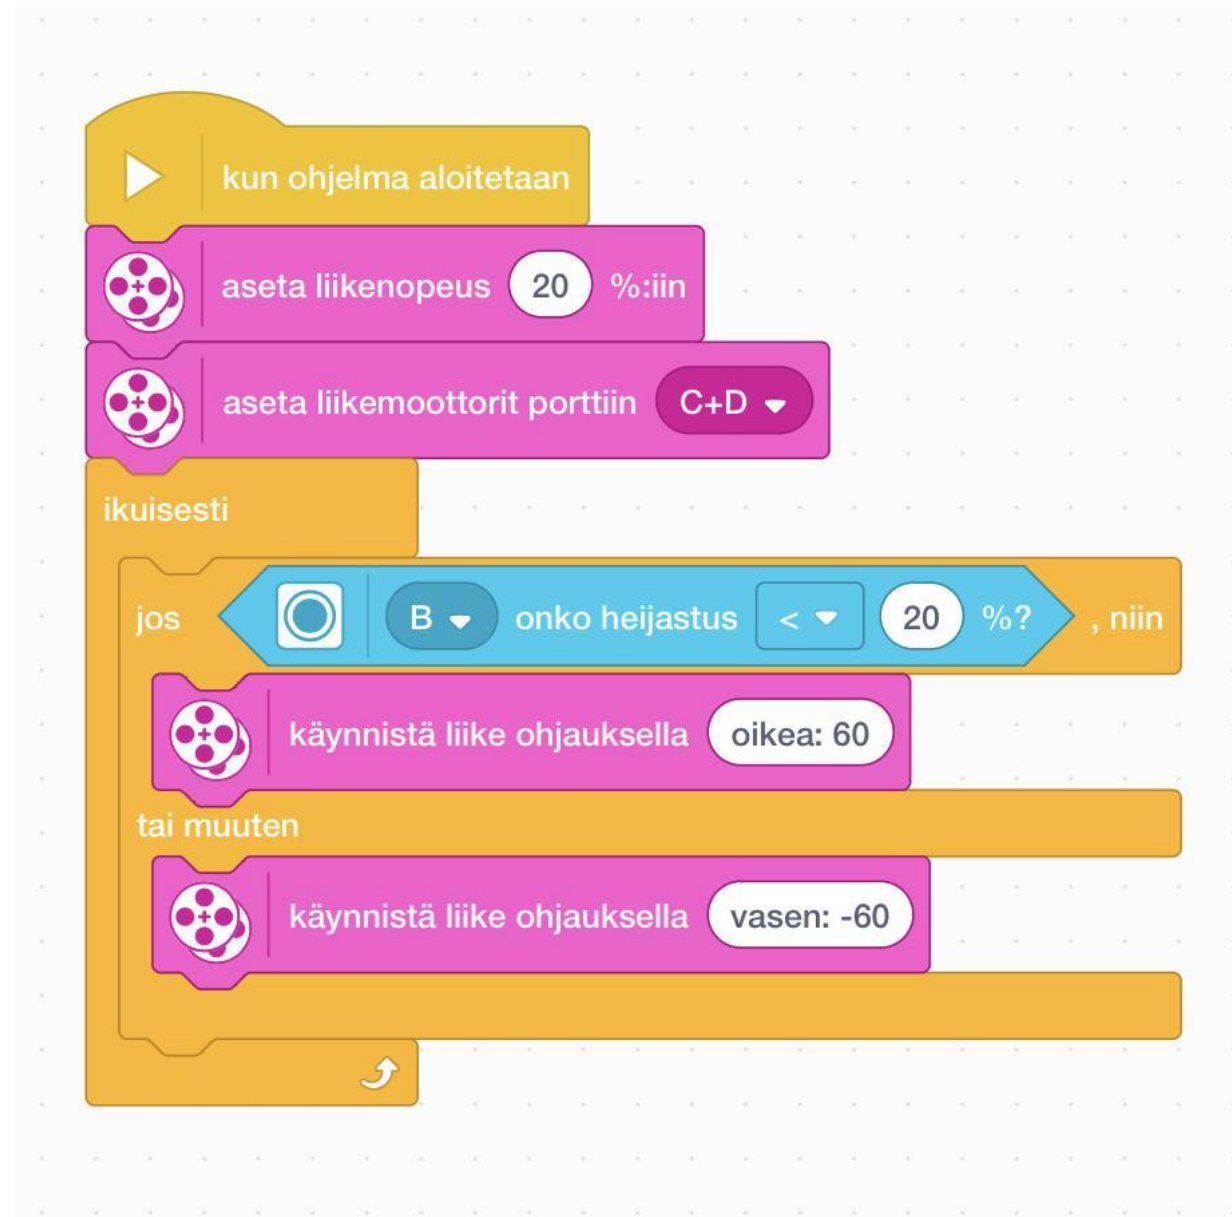 kun ohjelma aloitetaan
aseta liikenopeus 20 %:iin
aseta liikemoottorit porttiin C+D
ikuisesti
jos B onko heijastus < 20 %? , niin
käynnistä liike ohjauksella oikea: 60
tai muuten
käynnistä liike ohjauksella vasen: -60